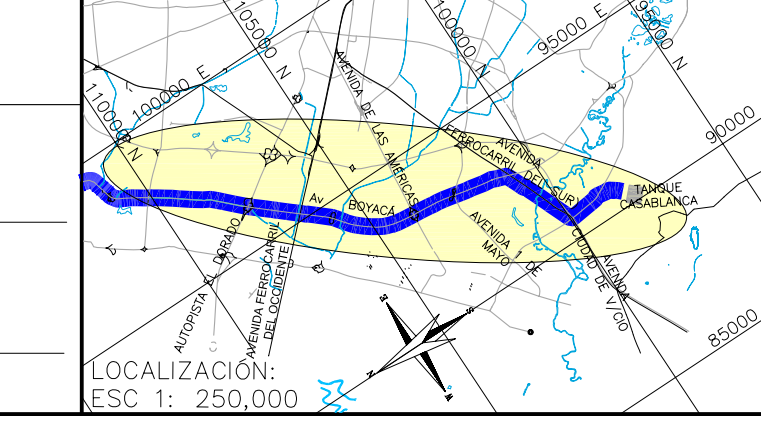 105000 N
100000 N
95000 E
95000 N
100000 E
110000 N
90000
AVENIDA DE LAS AMERICAS
AVENIDA
FERROCARRIL DEL SUR
TANQUE
CASABLANCA
Av BOYACÁ
AVENIDA 1 DE
MAYO
AUTOPISTA EL DORADO
AVENIDA FERROCARRIL
DEL OCCIDENTE
AVENIDA
CIUDAD DE V/CIO
85000
E
S
N
LOCALIZACIÓN:
ESC 1: 250,000